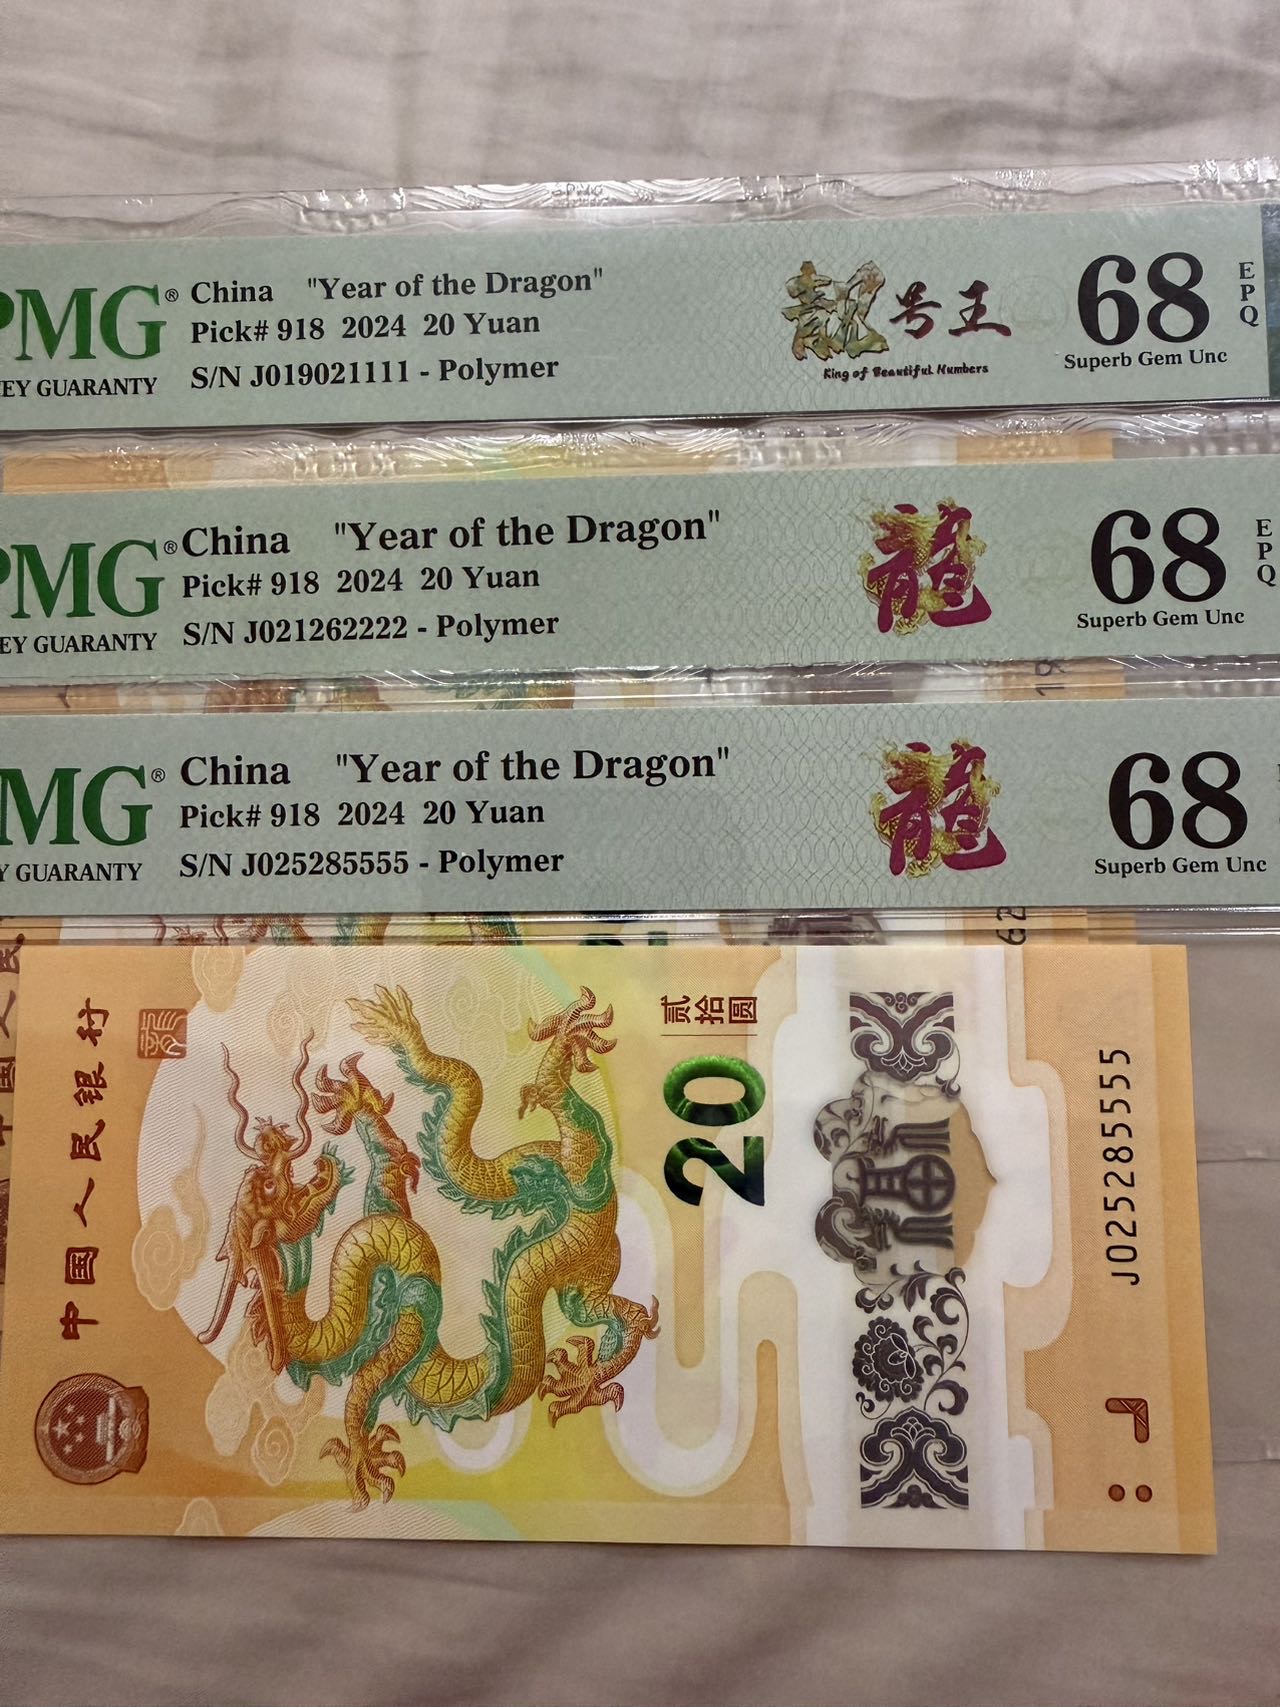 PMG® China "Year of the Dragon"
Pick# 918 2024 20 Yuan
EY GUARANTY S/N J019021111 - Polymer
靓号王
King of Beautiful Numbers
68 EPQ
Superb Gem Unc
PMG® China "Year of the Dragon"
Pick# 918 2024 20 Yuan
EY GUARANTY S/N J021262222 - Polymer
龍
68 EPQ
Superb Gem Unc
19
MG® China "Year of the Dragon"
Pick# 918 2024 20 Yuan
Y GUARANTY S/N J025285555 - Polymer
龍
68
Superb Gem Unc
62
中国人民银行
贰拾圆
20
J025285555